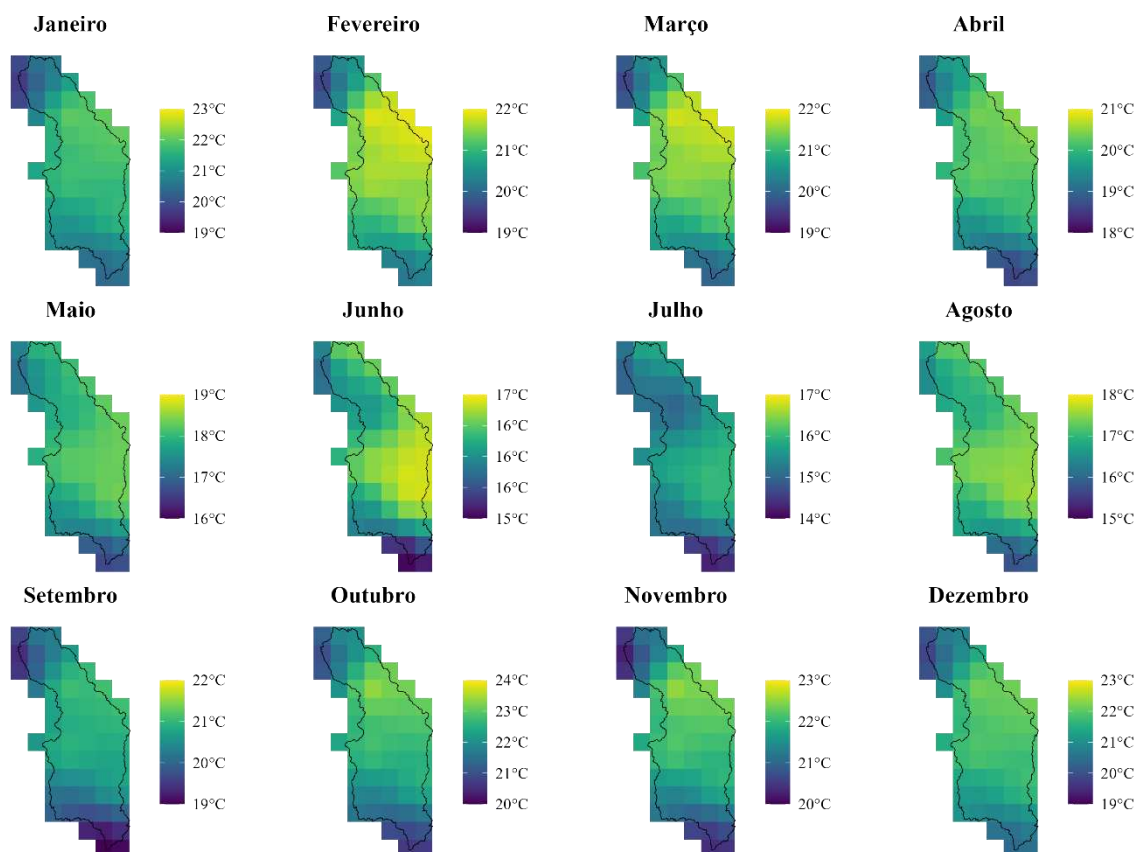 Janeiro
23°C
22°C
21°C
20°C
19°C
Fevereiro
22°C
21°C
20°C
19°C
Março
22°C
21°C
20°C
19°C
Abril
21°C
20°C
19°C
18°C
Maio
19°C
18°C
17°C
16°C
Junho
17°C
16°C
16°C
16°C
15°C
Julho
17°C
16°C
15°C
14°C
Agosto
18°C
17°C
16°C
15°C
Setembro
22°C
21°C
20°C
19°C
Outubro
24°C
23°C
22°C
21°C
20°C
Novembro
23°C
22°C
21°C
20°C
Dezembro
23°C
22°C
21°C
20°C
19°C